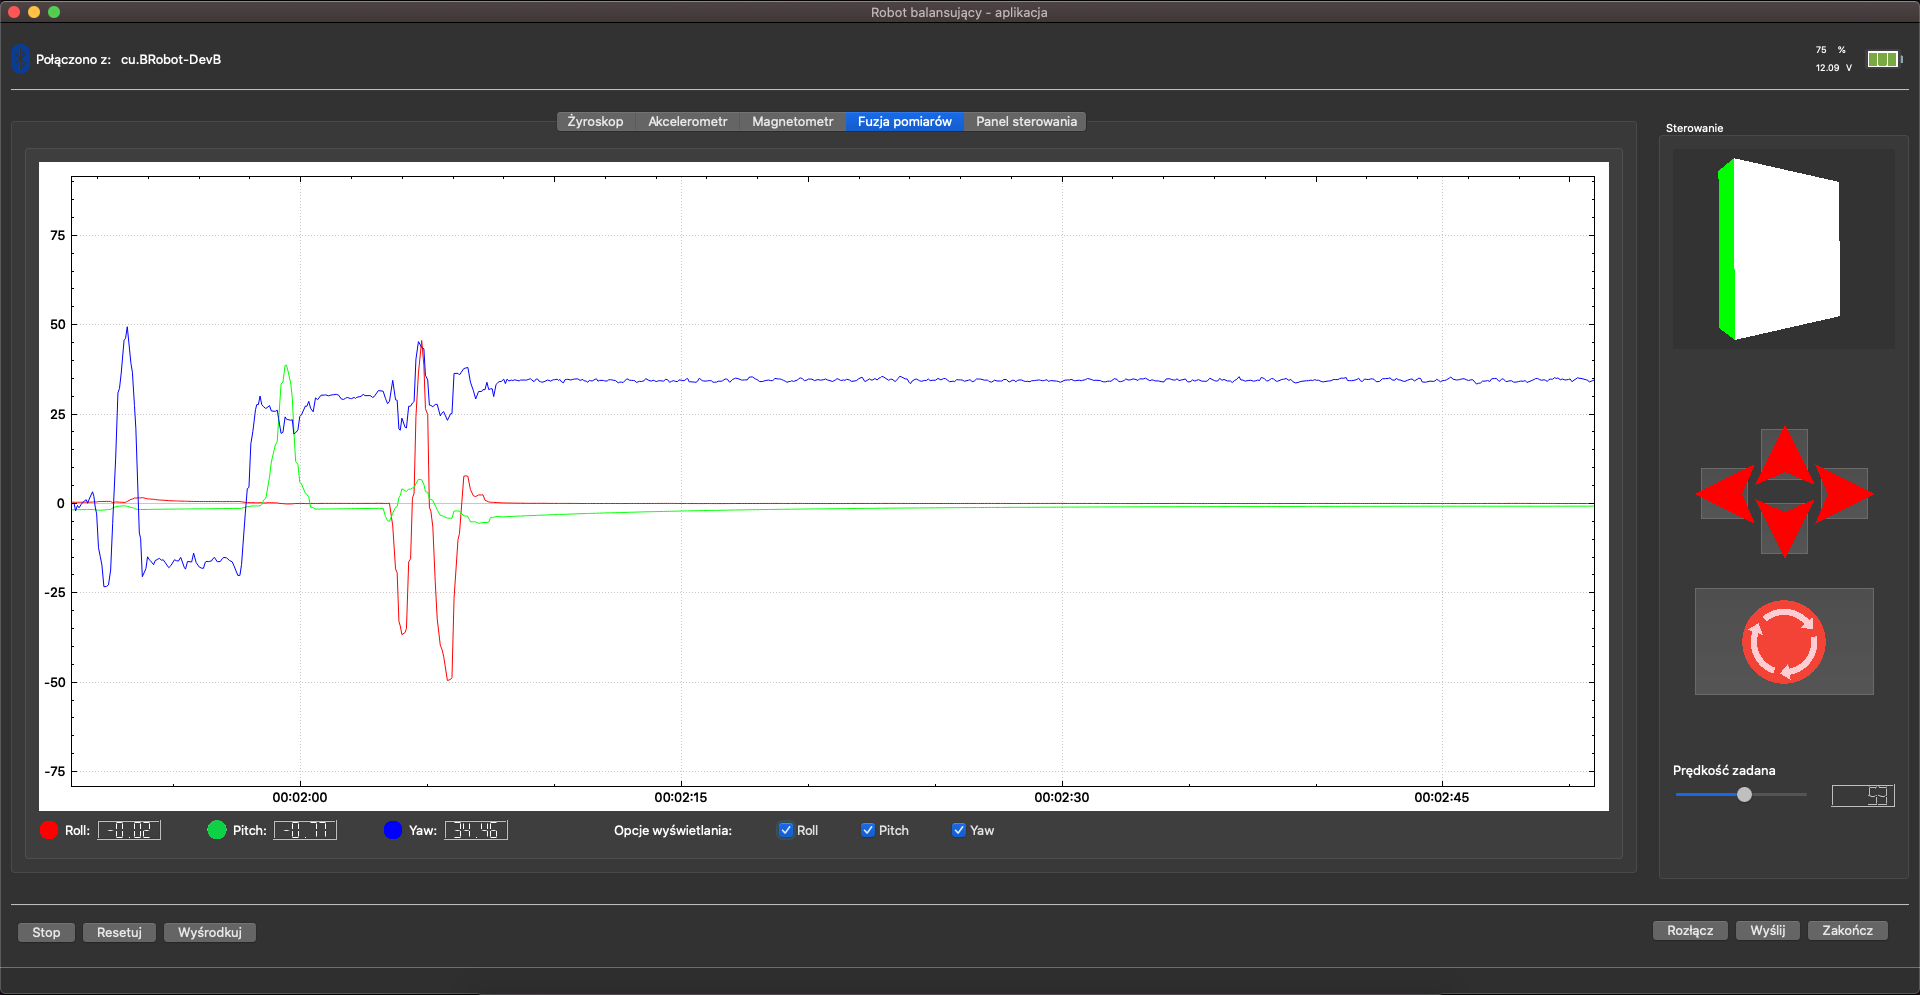 Robot balansujący - aplikacja
Połączono z: cu.BRobot-DevB
75 %
12.09 V
Żyroskop Akcelerometr Magnetometr Fuzja pomiarów Panel sterowania
Sterowanie
75
50
25
0
-25
-50
-75
00:02:00 00:02:15 00:02:30 00:02:45
Roll: -0.02 Pitch: -0.77 Yaw: 34.46 Opcje wyświetlania: Roll Pitch Yaw
Prędkość zadana
53
Stop Resetuj Wyśrodkuj
Rozłącz Wyślij Zakończ